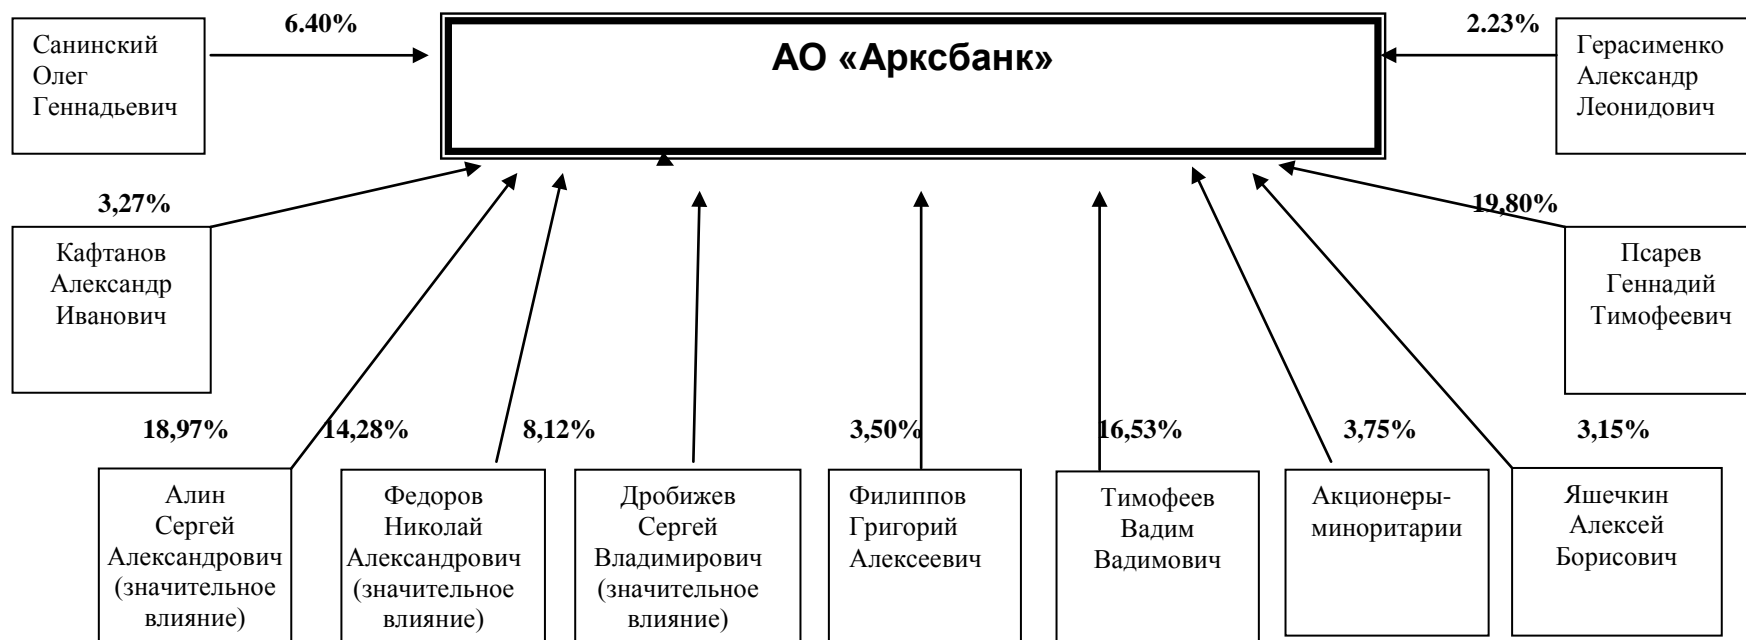 6.40%
АО «Арксбанк»
2.23%
Санинский
Олег
Геннадьевич
Герасименко
Александр
Леонидович
3,27%
19,80%
Кафтанов
Александр
Иванович
Псарев
Геннадий
Тимофеевич
18,97%
14,28%
8,12%
3,50%
16,53%
3,75%
3,15%
Алин
Сергей
Александрович
(значительное
влияние)
Федоров
Николай
Александрович
(значительное
влияние)
Дробижев
Сергей
Владимирович
(значительное
влияние)
Филиппов
Григорий
Алексеевич
Тимофеев
Вадим
Вадимович
Акционеры-
миноритарии
Яшечкин
Алексей
Борисович